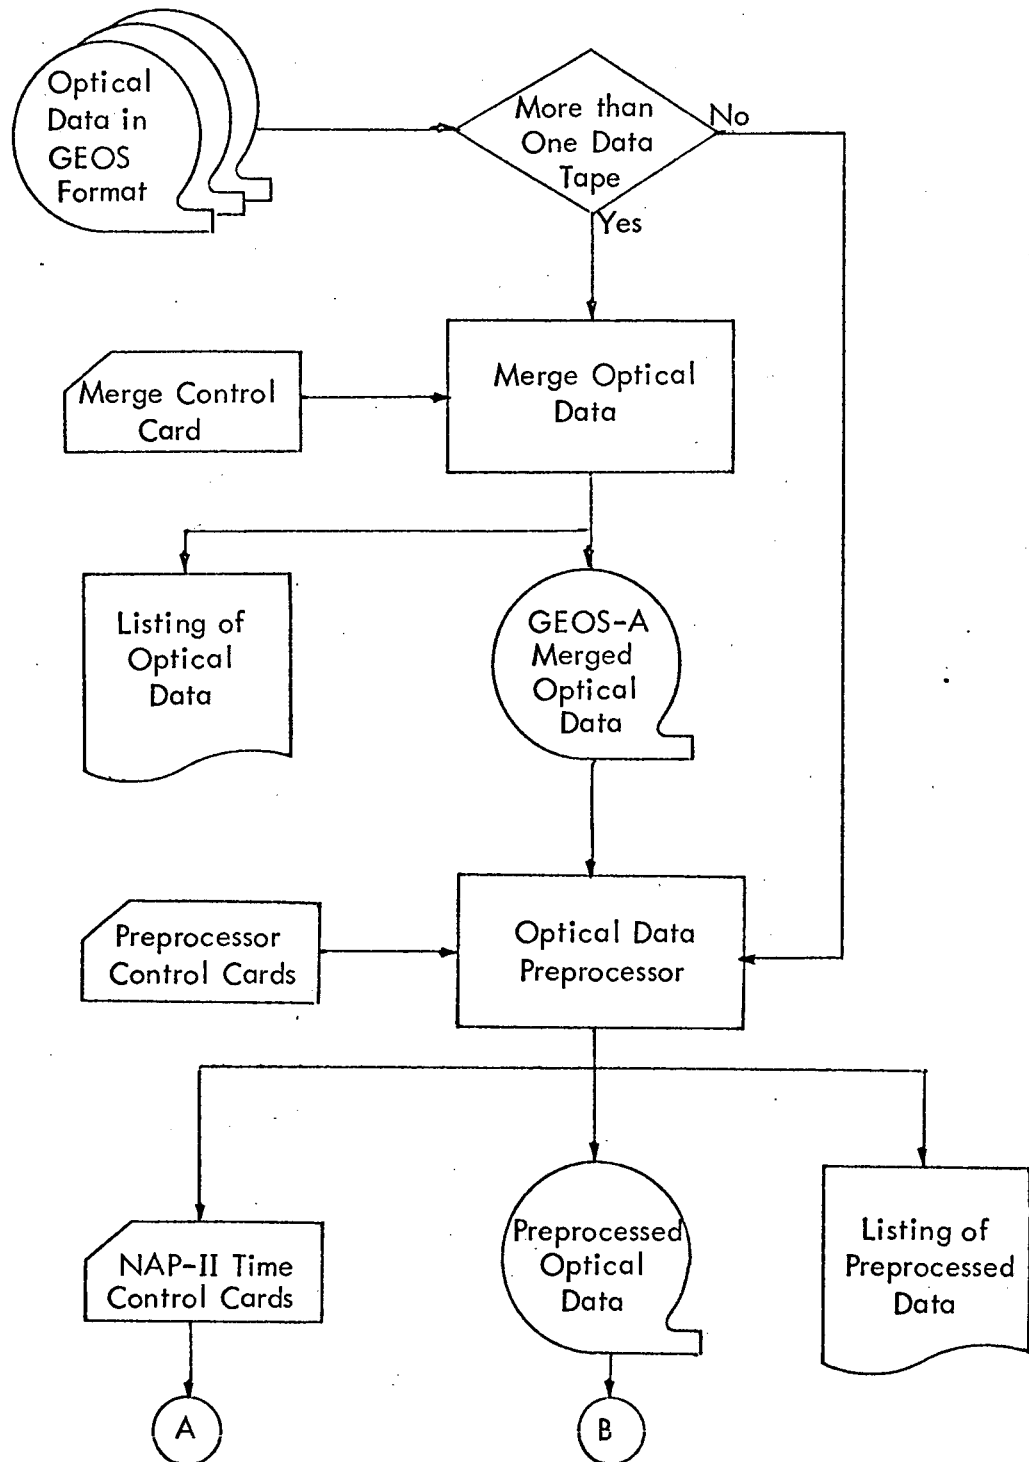 Optical
Data in
GEOS
Format
More than
One Data
Tape
No
Yes
Merge Control
Card
Merge Optical
Data
Listing of
Optical
Data
GEOS-A
Merged
Optical
Data
Preprocessor
Control Cards
Optical Data
Preprocessor
NAP-II Time
Control Cards
Preprocessed
Optical
Data
Listing of
Preprocessed
Data
A
B